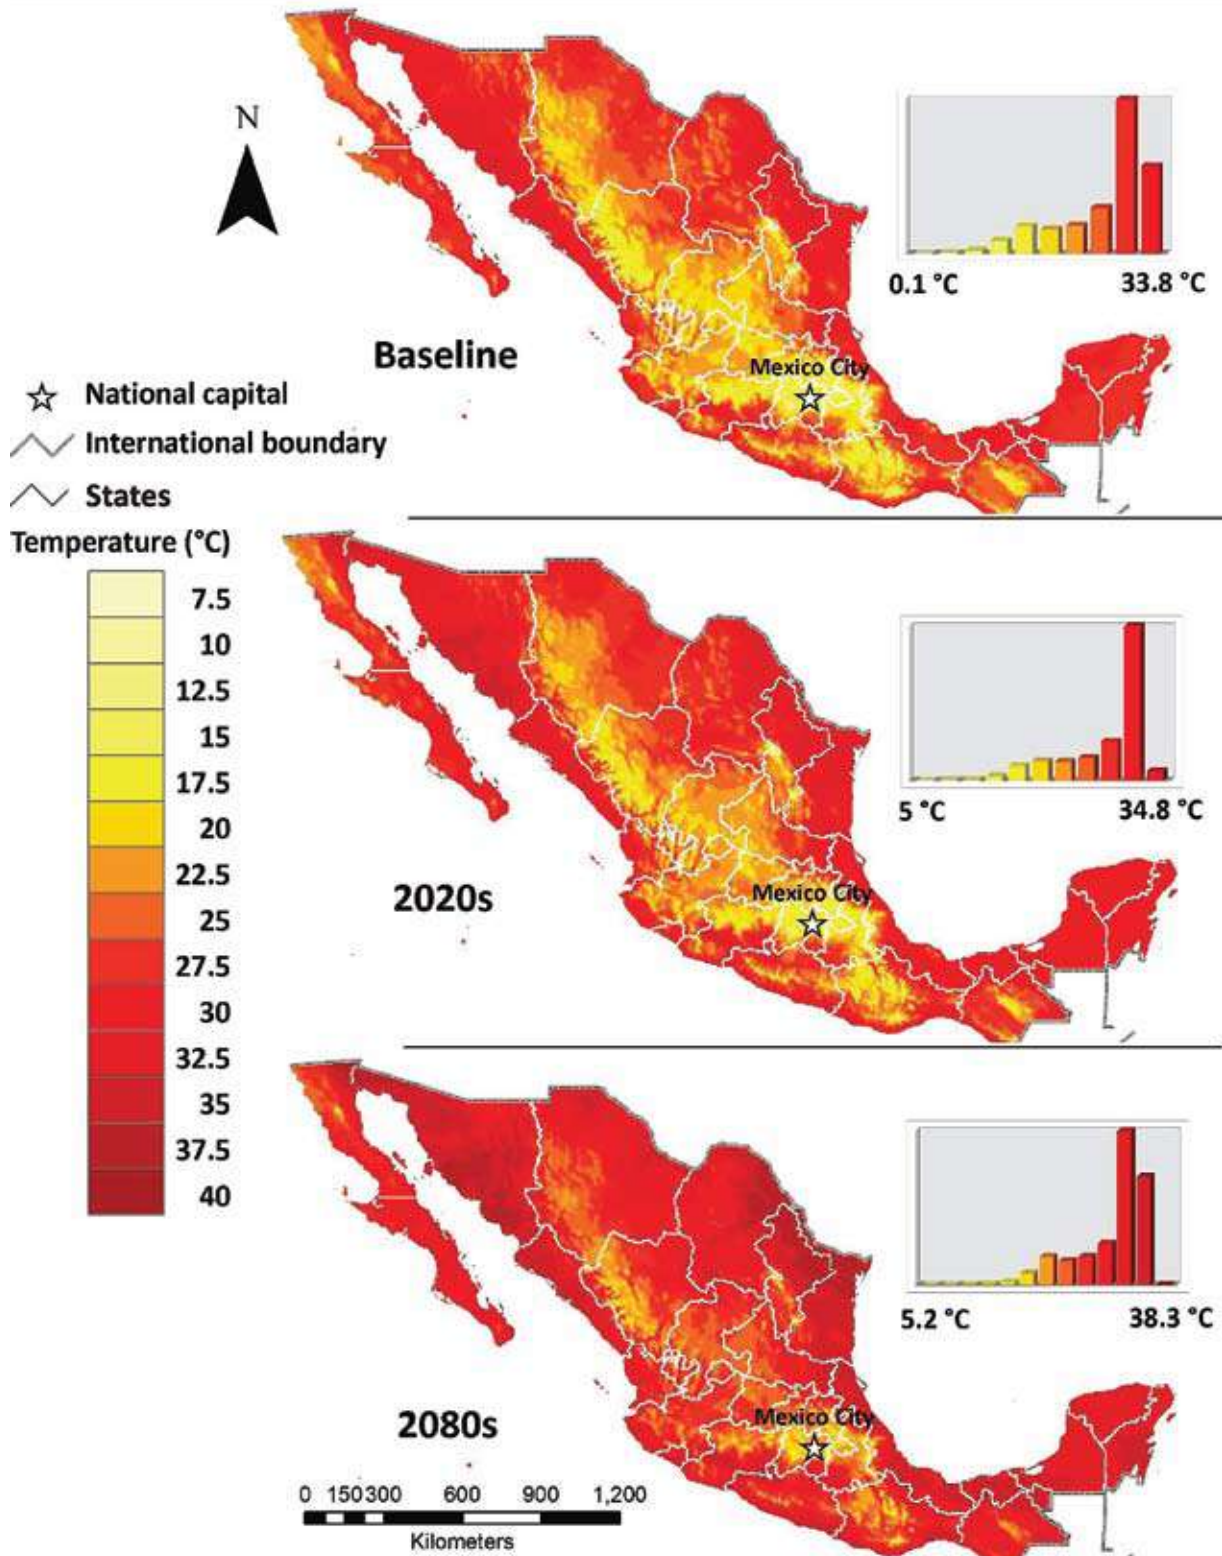 N
0.1 °C
33.8 °C
Baseline
Mexico City
National capital
International boundary
States
Temperature (°C)
7.5
10
12.5
15
17.5
20
22.5
25
27.5
30
32.5
35
37.5
40
5 °C
34.8 °C
2020s
Mexico City
5.2 °C
38.3 °C
2080s
Mexico City
0 150 300 600 900 1,200
Kilometers